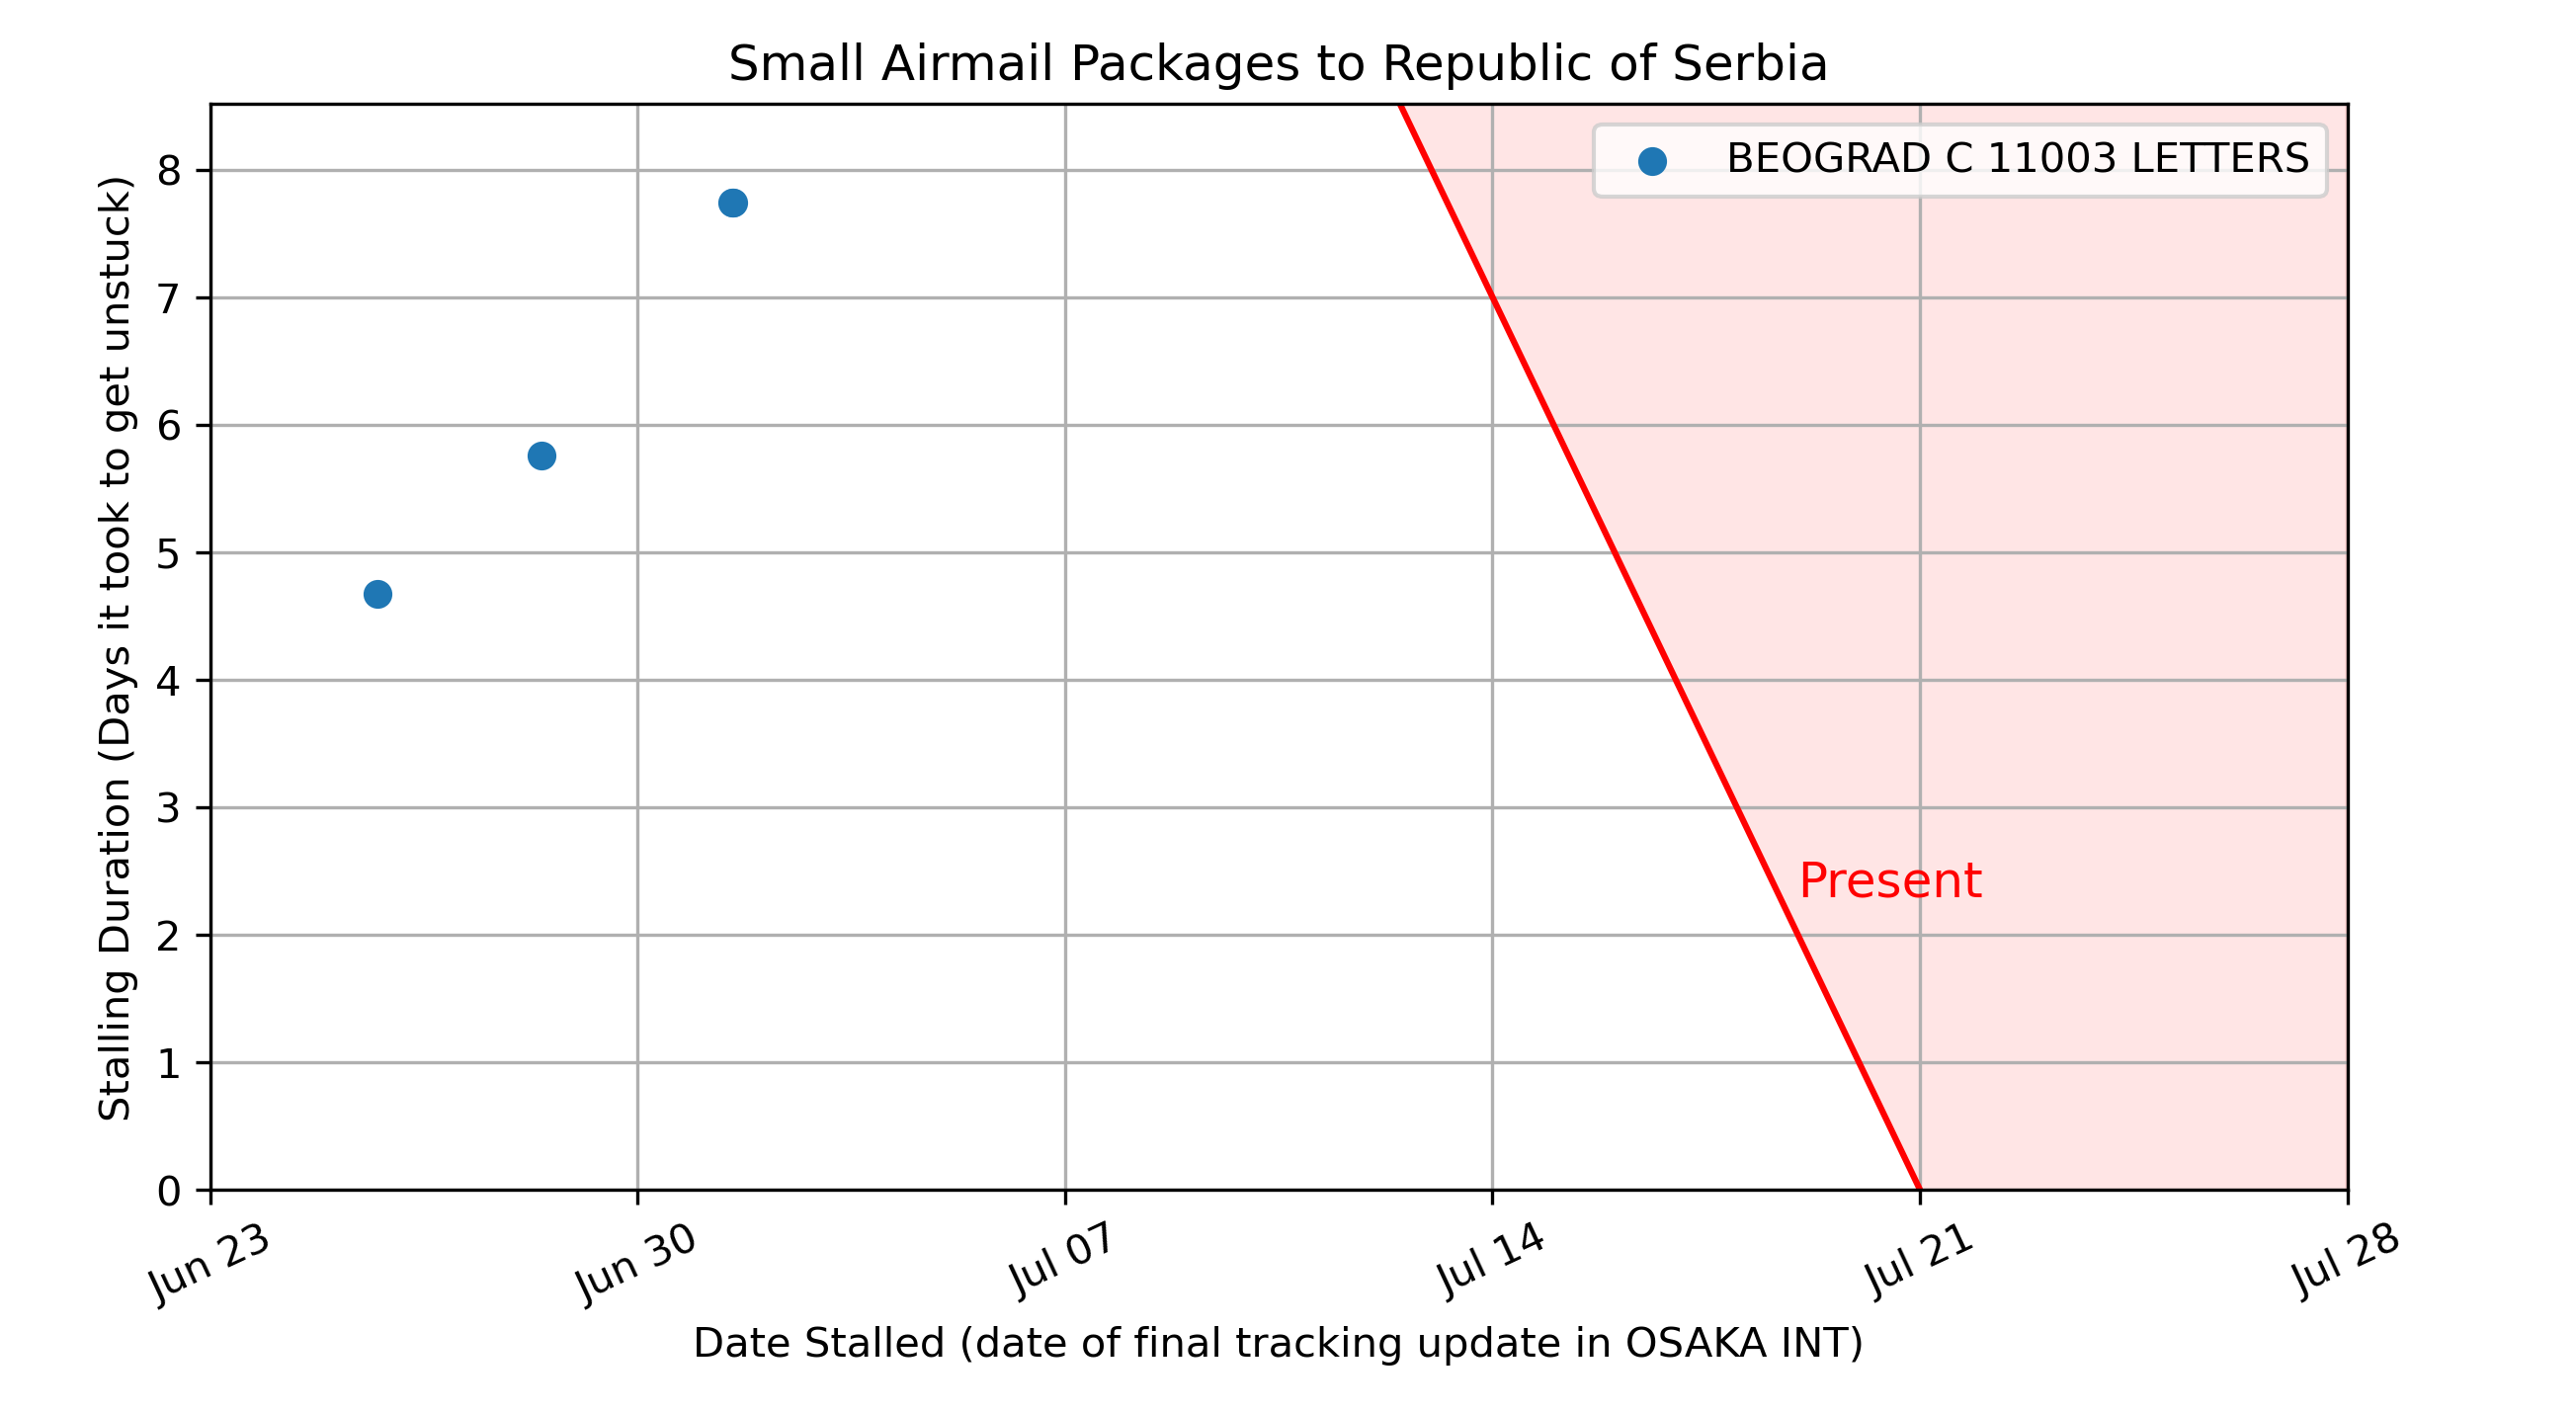 Small Airmail Packages to Republic of Serbia
BEOGRAD C 11003 LETTERS
Stalling Duration (Days it took to get unstuck)
8
7
6
5
4
3
2
1
0
Present
Jun 23
Jun 30
Jul 07
Jul 14
Jul 21
Jul 28
Date Stalled (date of final tracking update in OSAKA INT)